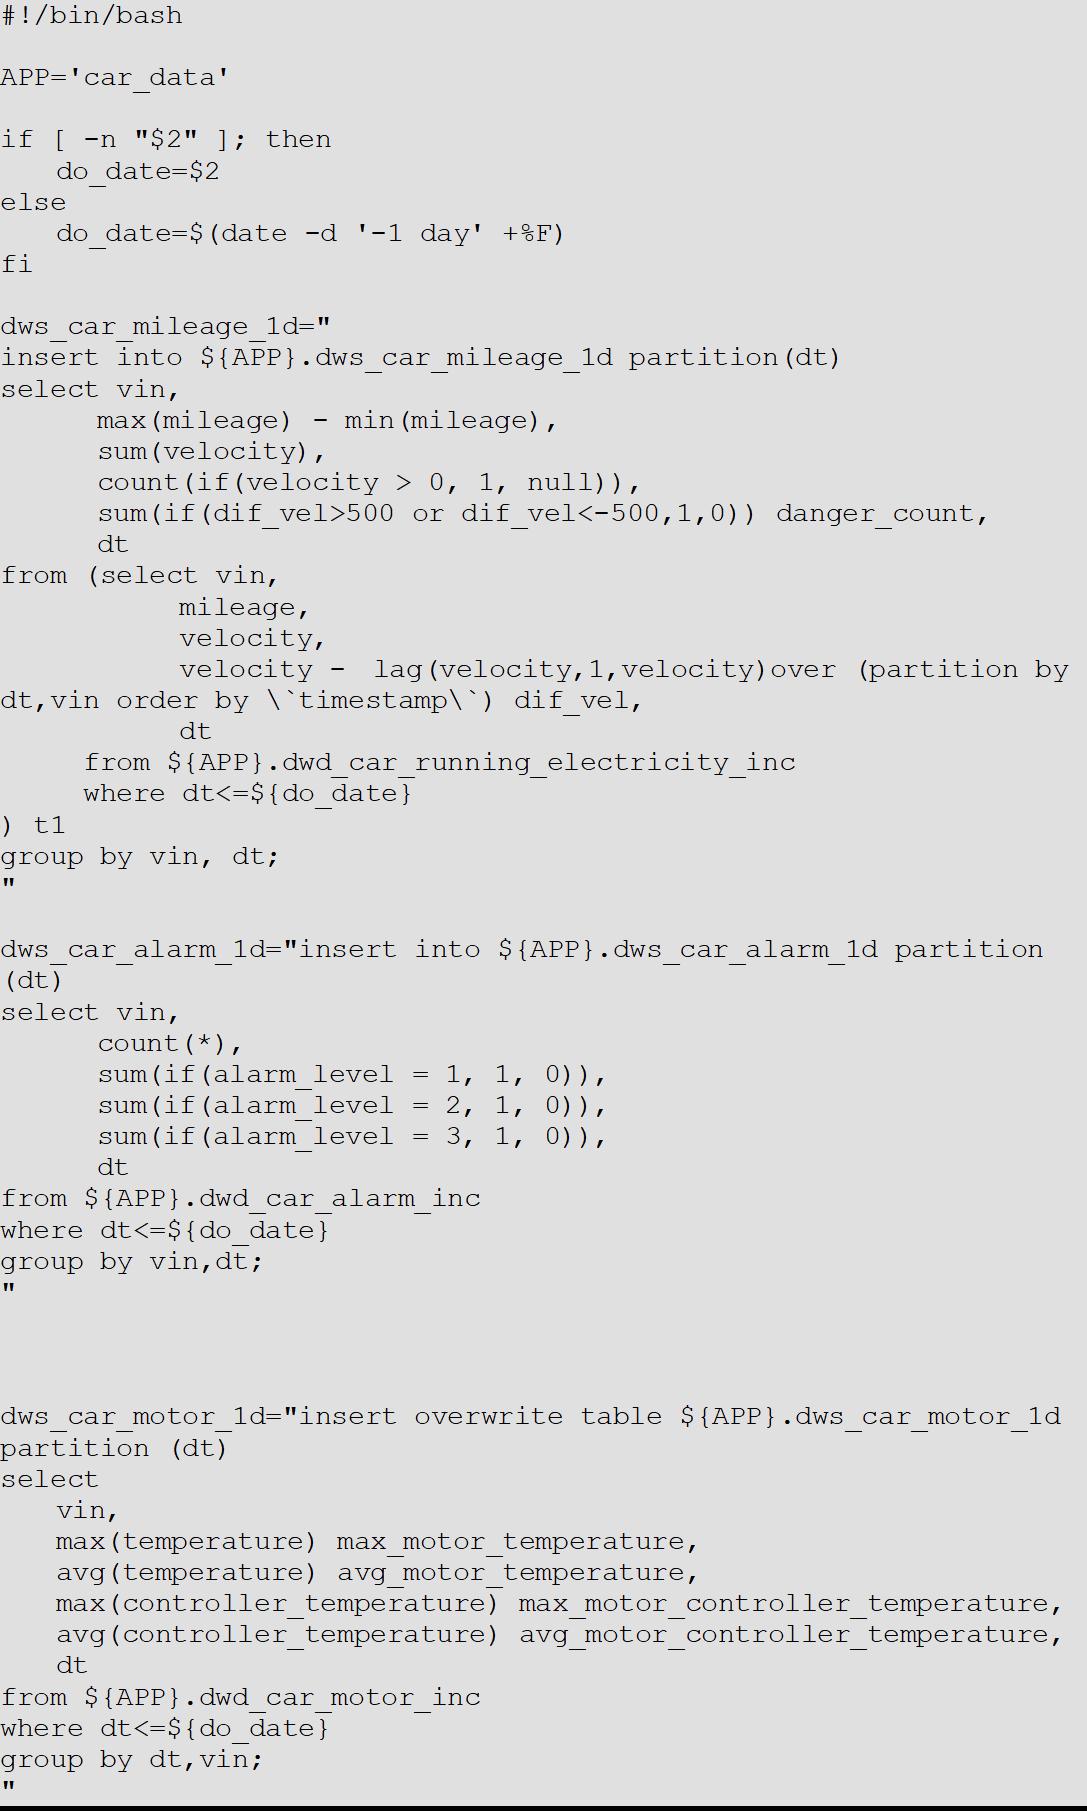 #!/bin/bash
APP='car_data'
if [ -n "$2" ]; then
do_date=$2
else
do_date=$(date -d '-1 day' +%F)
fi
dws_car_mileage_1d="
insert into ${APP}.dws_car_mileage_1d partition(dt)
select vin,
max(mileage) - min(mileage),
sum(velocity),
count(if(velocity > 0, 1, null)),
sum(if(dif_vel>500 or dif_vel<-500,1,0)) danger_count,
dt
from (select vin,
mileage,
velocity,
velocity - lag(velocity,1,velocity)over (partition by
dt,vin order by \`timestamp\`) dif_vel,
dt
from ${APP}.dwd_car_running_electricity_inc
where dt<=${do_date}
) t1
group by vin, dt;
"
dws_car_alarm_1d="insert into ${APP}.dws_car_alarm_1d partition
(dt)
select vin,
count(*),
sum(if(alarm_level = 1, 1, 0)),
sum(if(alarm_level = 2, 1, 0)),
sum(if(alarm_level = 3, 1, 0)),
dt
from ${APP}.dwd_car_alarm_inc
where dt<=${do_date}
group by vin,dt;
"
dws_car_motor_1d="insert overwrite table ${APP}.dws_car_motor_1d
partition (dt)
select
vin,
max(temperature) max_motor_temperature,
avg(temperature) avg_motor_temperature,
max(controller_temperature) max_motor_controller_temperature,
avg(controller_temperature) avg_motor_controller_temperature,
dt
from ${APP}.dwd_car_motor_inc
where dt<=${do_date}
group by dt,vin;
"